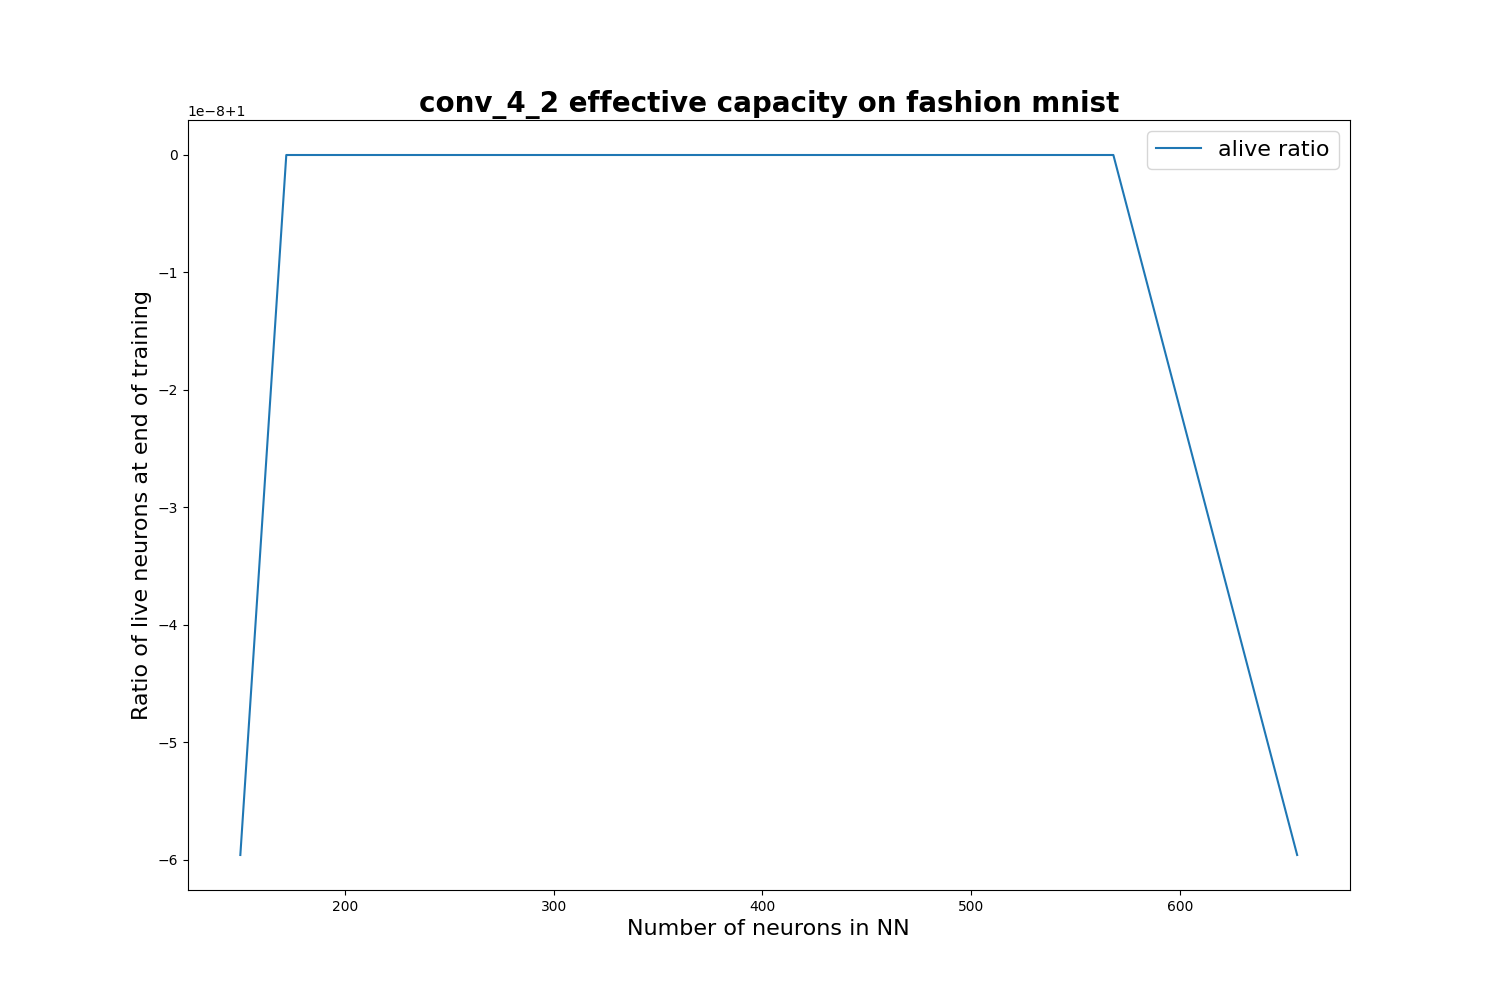 conv_4_2 effective capacity on fashion mnist
1e−8+1
alive ratio
0
−1
−2
−3
−4
−5
−6
Ratio of live neurons at end of training
200
300
400
500
600
Number of neurons in NN